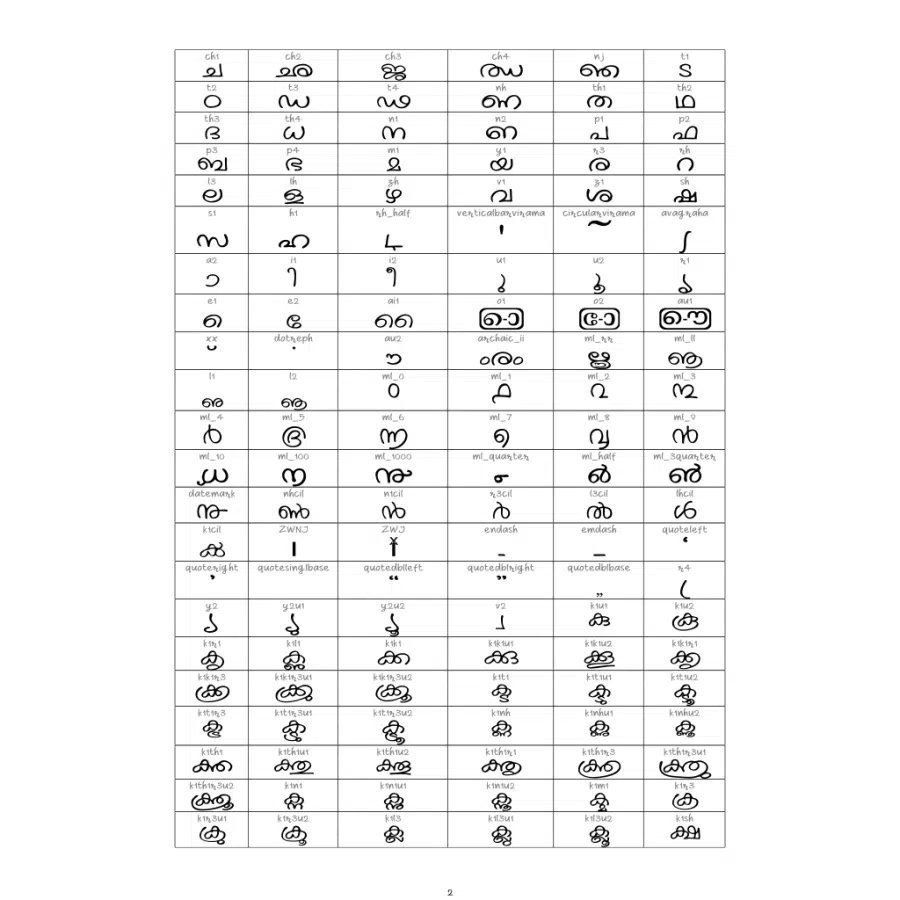 ch1 ch2 ch3 ch4 nj t1
ച ഛ ജ ഝ ഞ ട
t2 t3 t4 nh th1 th2
ഠ ഡ ഢ ണ ത ഥ
th3 th4 n1 n2 p1 p2
ദ ധ ന ണ പ ഫ
p3 p4 m1 y1 r3 rh
ബ ഭ മ യ ര റ
l3 lh zh v1 z1 sh
ല ള ഴ വ ശ ഷ
s1 h1 rh_half verticalbarvirama circularvirama avagraha
സ ഹ ഽ
a2 i1 i2 u1 u2 r1
ാ ി ീ ു ൂ ൃ
e1 e2 ai1 o1 o2 au1
െ േ ൈ ൊ ോ ൌ
xx dotreph au2 archaic_ii ml_rr ml_ll
ൎ ൗ ൟ ൠ ൡ
l1 l2 ml_0 ml_1 ml_2 ml_3
ൢ ൣ ൦ ൧ ൨ ൩
ml_4 ml_5 ml_6 ml_7 ml_8 ml_9
൪ ൫ ൬ ൭ ൮ ൯
ml_10 ml_100 ml_1000 ml_quarter ml_half ml_3quarter
൰ ൱ ൲ ൳ ൴ ൵
datemark nhcil n1cil r3cil l3cil lhcil
൹ ൺ ൻ ർ ൽ ൾ
k1cil ZWNJ ZWJ endash emdash quoteleft
ൿ – — ‘
quoteright quotesinglbase quotedblleft quotedblright quotedblbase r4
’ “ ” „
y2 y2u1 y2u2 v2 k1u1 k1u2
്യ ്യു ്യൂ ്വ കു കൂ
k1r1 k1l1 k1k1 k1k1u1 k1k1u2 k1k1r1
കൃ ക്ല ക്ക ക്കു ക്കൂ ക്കൃ
k1k1r3 k1k1r3u1 k1k1r3u2 k1t1 k1t1u1 k1t1u2
ക്ക്ര ക്ക്രു ക്ക്രൂ ക്ട ക്ടു ക്ടൂ
k1t1r3 k1t1r3u1 k1t1r3u2 k1nh k1nhu1 k1nhu2
ക്ട്ര ക്ട്രു ക്ട്രൂ ക്ണ ക്ണു ക്ണൂ
k1th1 k1th1u1 k1th1u2 k1th1r1 k1th1r3 k1th1r3u1
ക്ത ക്തു ക്തൂ ക്തൃ ക്ത്ര ക്ത്രു
k1th1r3u2 k1n1 k1n1u1 k1n1u2 k1m1 k1r3
ക്ത്രൂ ക്ന ക്നു ക്നൂ ക്മ ക്ര
k1r3u1 k1r3u2 k1l3 k1l3u1 k1l3u2 k1sh
ക്രു ക്രൂ ക്ല ക്ലു ക്ലൂ ക്ഷ
2